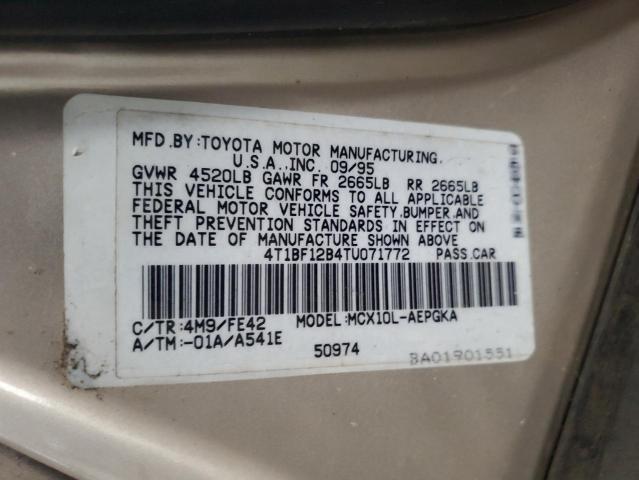 MFD.BY:TOYOTA MOTOR MANUFACTURING.
U.S.A.,INC. 09/95
GVWR 4520LB GAWR FR 2665LB RR 2665LB
THIS VEHICLE CONFORMS TO ALL APPLICABLE
FEDERAL MOTOR VEHICLE SAFETY,BUMPER,AND
THEFT PREVENTION STANDARDS IN EFFECT ON
THE DATE OF MANUFACTURE SHOWN ABOVE
4T1BF12B4TU071772 PASS.CAR
C/TR:4M9/FE42 MODEL:MCX10L-AEPGKA
A/TM:-01A/A541E
50974 BA01901551